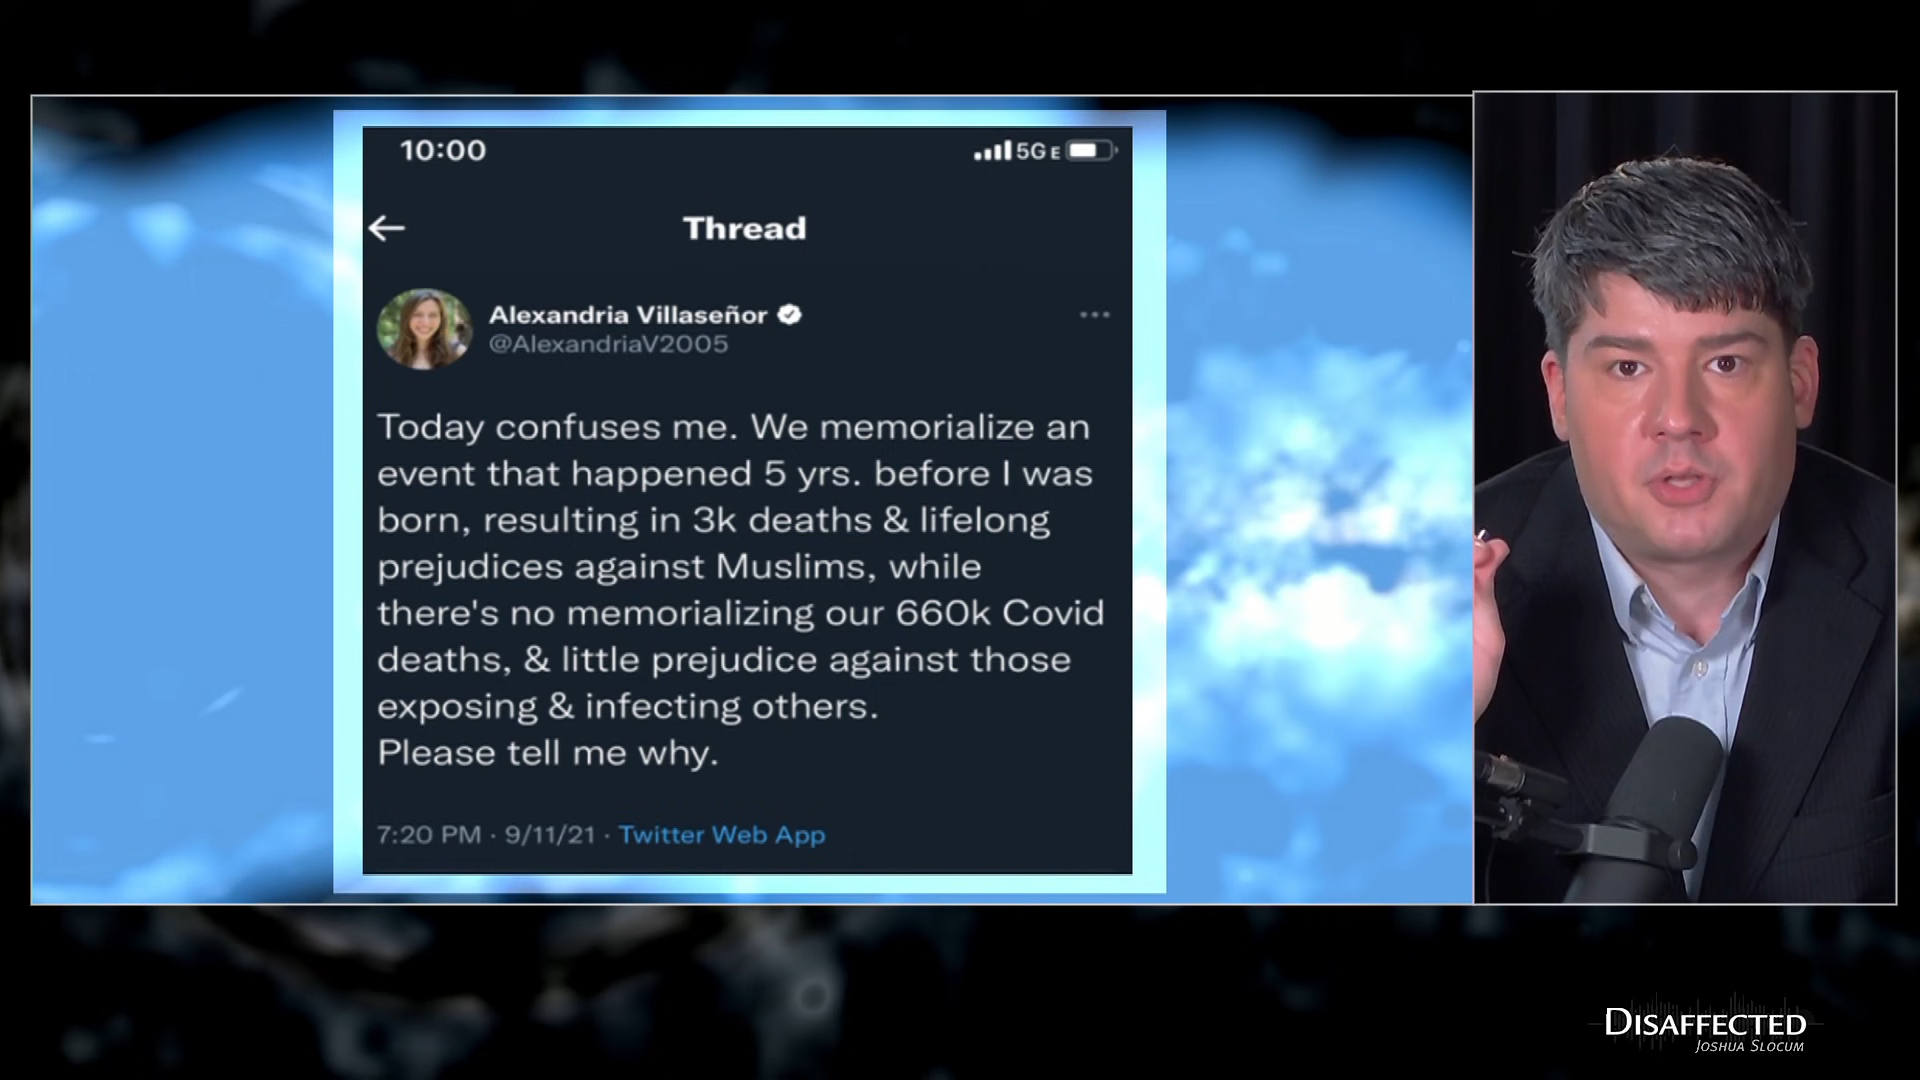 10:00
5G E
Thread
Alexandria Villaseñor
@AlexandriaV2005
Today confuses me. We memorialize an
event that happened 5 yrs. before I was
born, resulting in 3k deaths & lifelong
prejudices against Muslims, while
there's no memorializing our 660k Covid
deaths, & little prejudice against those
exposing & infecting others.
Please tell me why.
7:20 PM · 9/11/21 · Twitter Web App
DISAFFECTED
JOSHUA SLOCUM